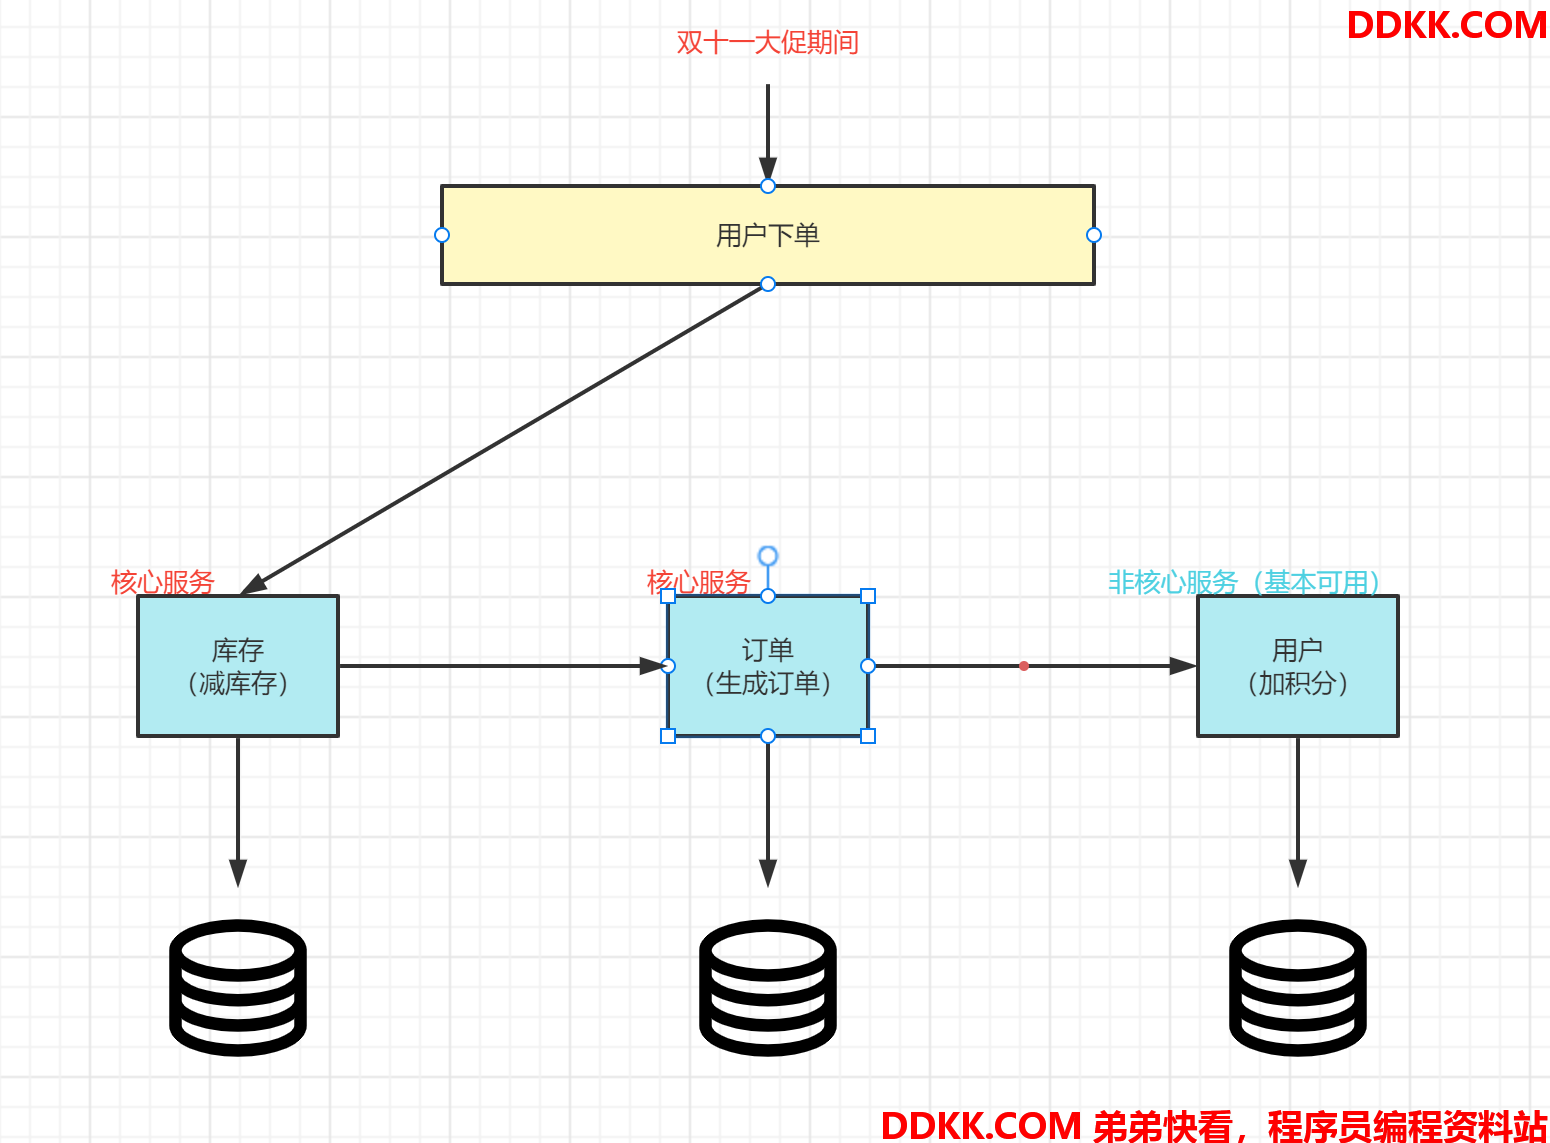 DDKK.COM
双十一大促期间
用户下单
核心服务
核心服务
非核心服务（基本可用）
库存
（减库存）
订单
（生成订单）
用户
（加积分）
DDKK.COM 弟弟快看，程序员编程资料站